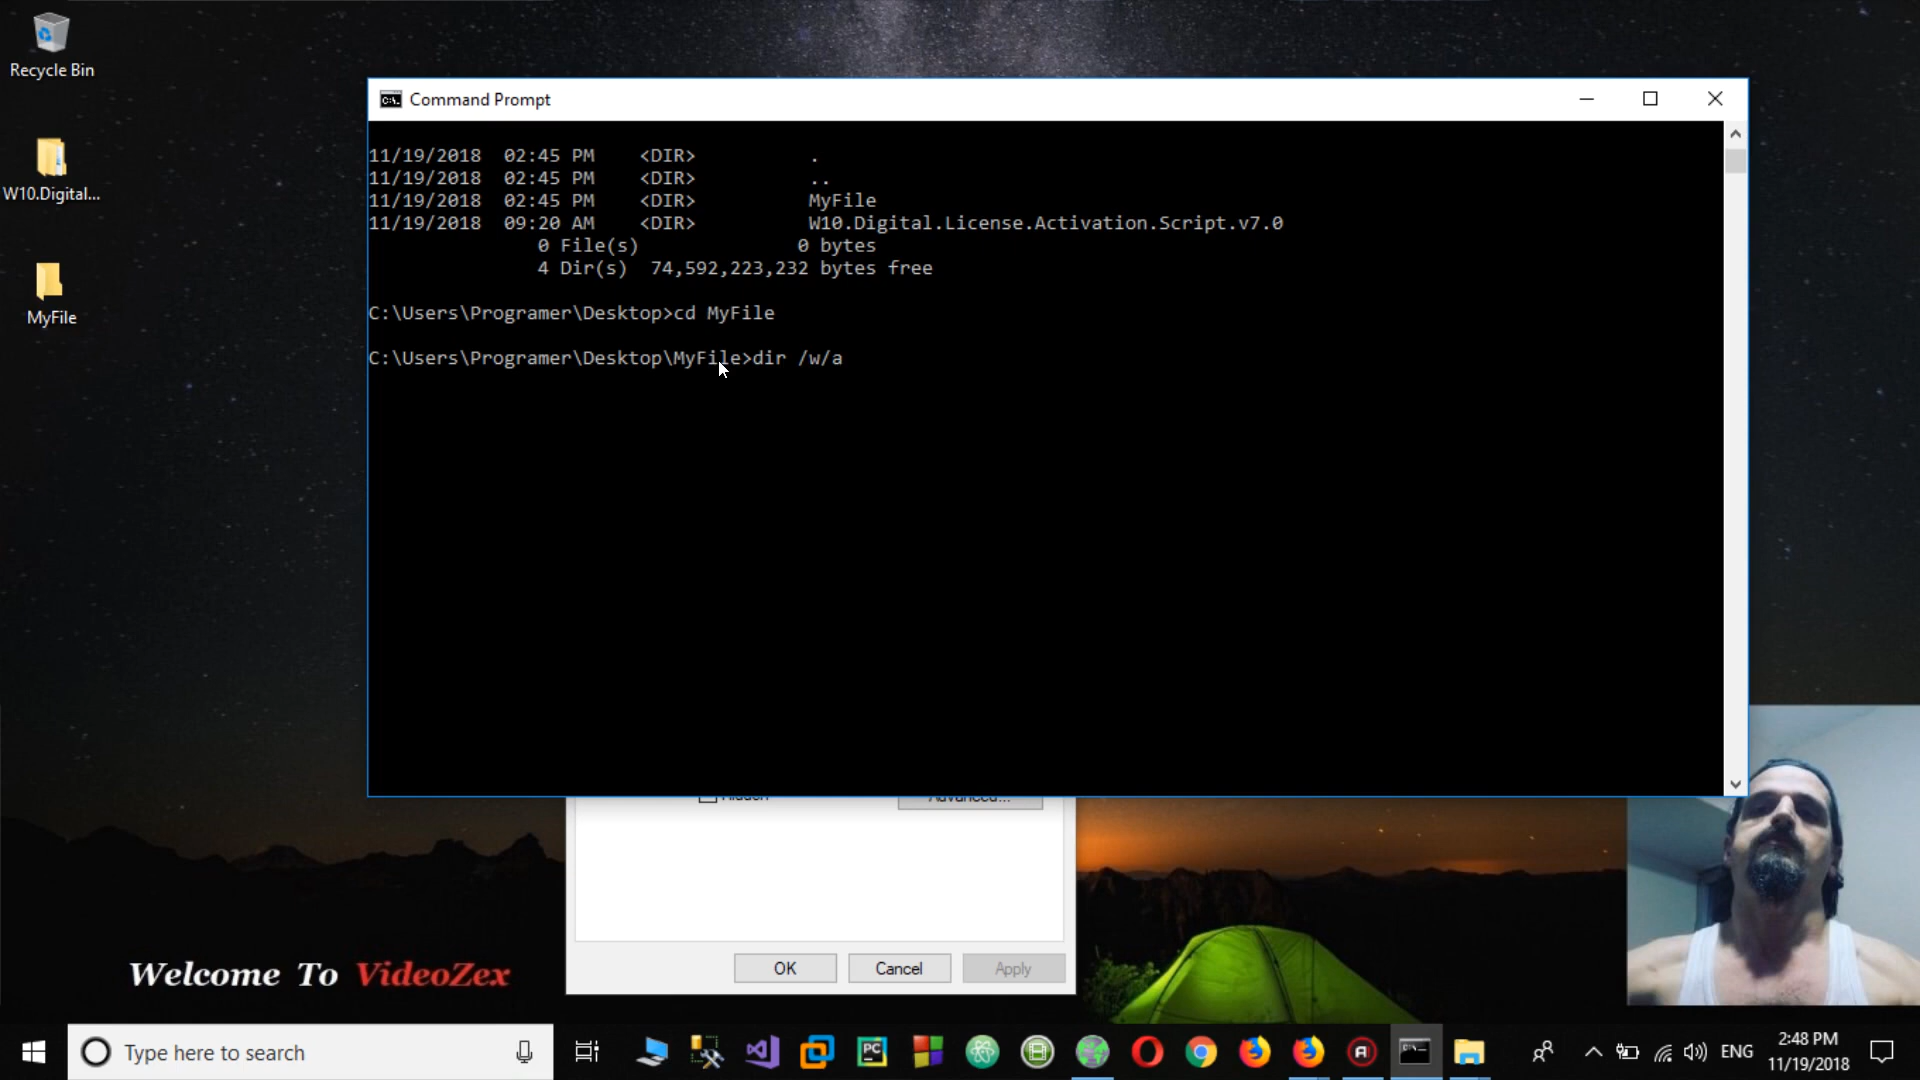 Recycle Bin
W10.Digital...
MyFile
Command Prompt
11/19/2018 02:45 PM <DIR> .
11/19/2018 02:45 PM <DIR> ..
11/19/2018 02:45 PM <DIR> MyFile
11/19/2018 09:20 AM <DIR> W10.Digital.License.Activation.Script.v7.0
0 File(s) 0 bytes
4 Dir(s) 74,592,223,232 bytes free
C:\Users\Programer\Desktop>cd MyFile
C:\Users\Programer\Desktop\MyFile>dir /w/a
Hidden Advanced...
OK Cancel Apply
Welcome To VideoZex
Type here to search
PC
ENG
2:48 PM
11/19/2018